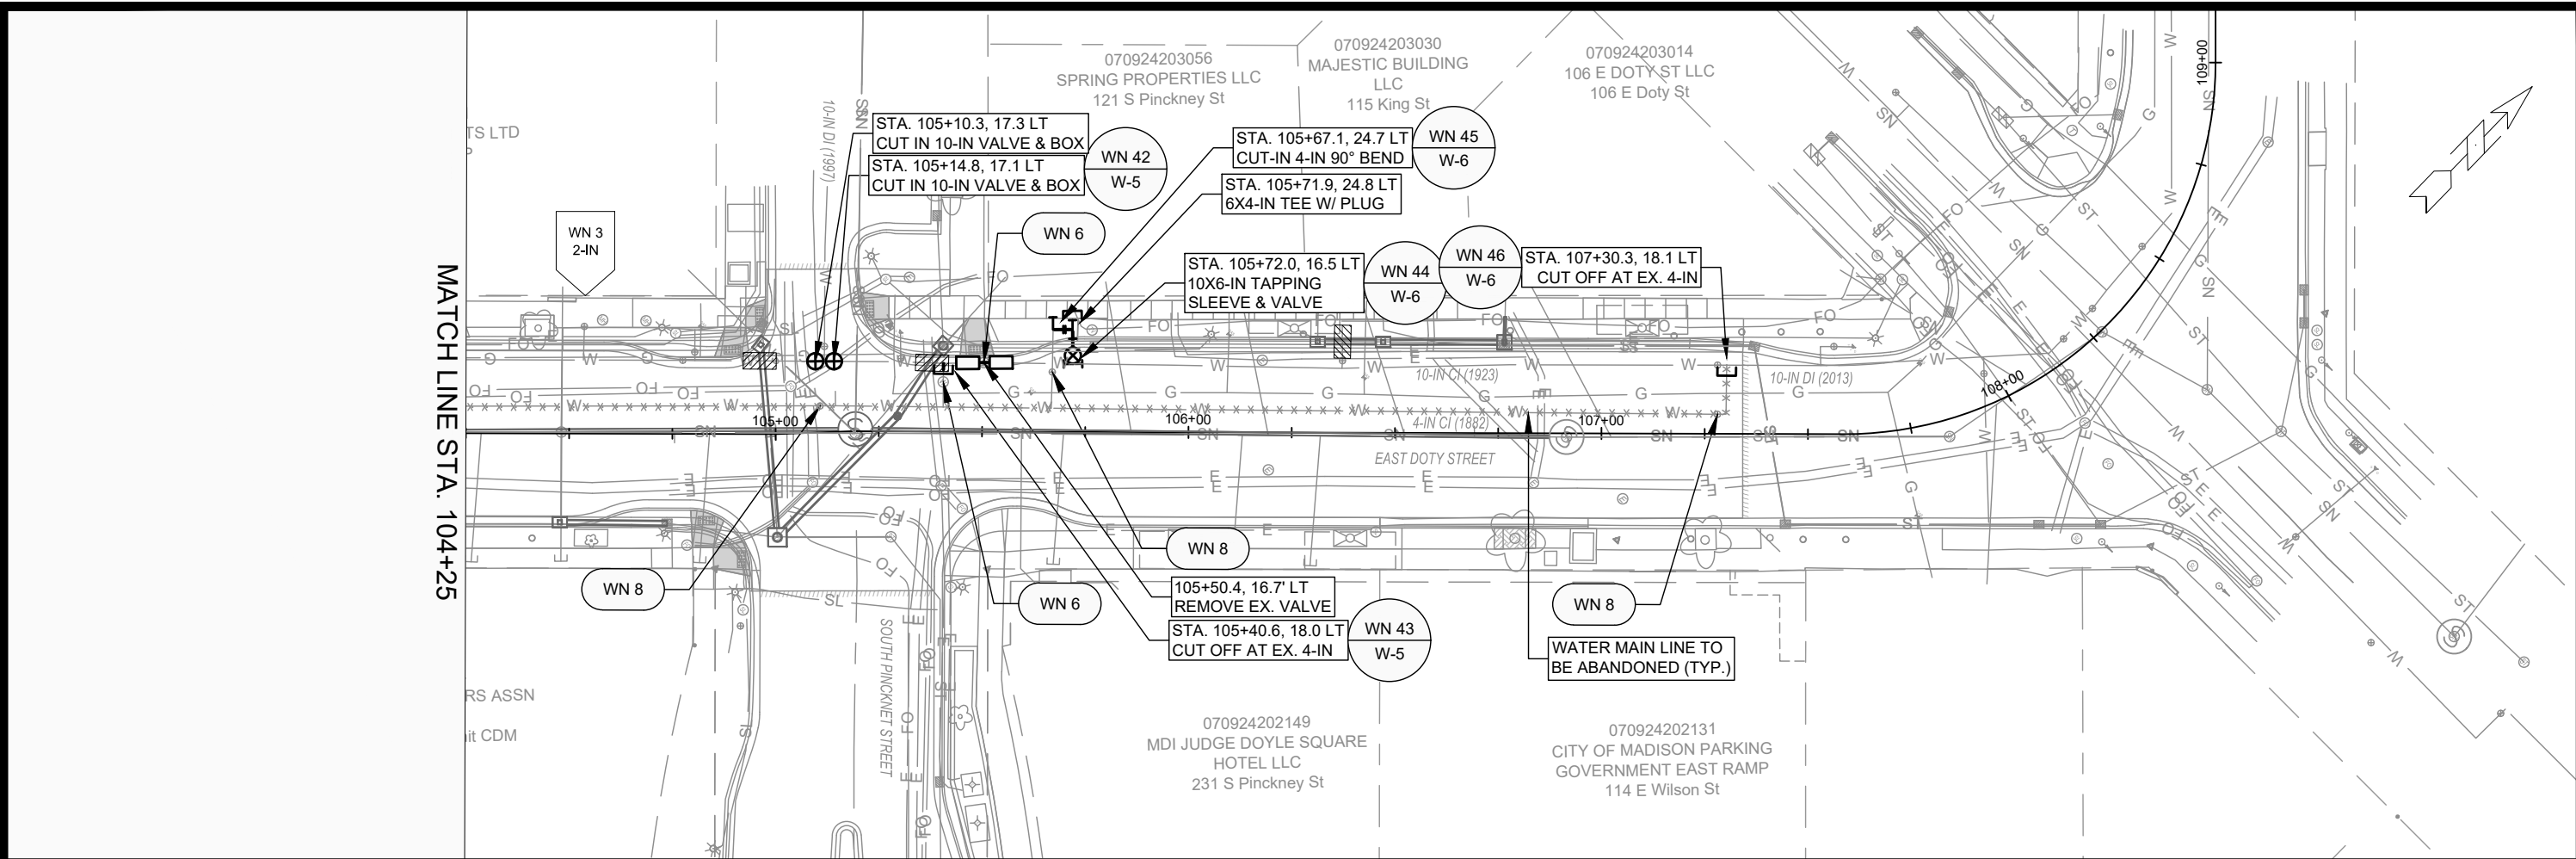 070924203056
SPRING PROPERTIES LLC
121 S Pinckney St
070924203030
MAJESTIC BUILDING
LLC
115 King St
070924203014
106 E DOTY ST LLC
106 E Doty St
109+00
TS LTD
10-IN DI (1997)
STA. 105+10.3, 17.3 LT
CUT IN 10-IN VALVE & BOX
STA. 105+14.8, 17.1 LT
CUT IN 10-IN VALVE & BOX
WN 42
W-5
STA. 105+67.1, 24.7 LT
CUT-IN 4-IN 90° BEND
WN 45
W-6
STA. 105+71.9, 24.8 LT
6X4-IN TEE W/ PLUG
WN 3
2-IN
WN 6
STA. 105+72.0, 16.5 LT
10X6-IN TAPPING
SLEEVE & VALVE
WN 44
W-6
WN 46
W-6
STA. 107+30.3, 18.1 LT
CUT OFF AT EX. 4-IN
MATCH LINE STA. 104+25
10-IN CI (1923)
10-IN DI (2013)
105+00
106+00
4-IN CI (1882)
107+00
108+00
EAST DOTY STREET
WN 8
WN 6
WN 8
105+50.4, 16.7' LT
REMOVE EX. VALVE
STA. 105+40.6, 18.0 LT
CUT OFF AT EX. 4-IN
WN 43
W-5
WN 8
WATER MAIN LINE TO
BE ABANDONED (TYP.)
SOUTH PINCKNEY STREET
RS ASSN
it CDM
070924202149
MDI JUDGE DOYLE SQUARE
HOTEL LLC
231 S Pinckney St
070924202131
CITY OF MADISON PARKING
GOVERNMENT EAST RAMP
114 E Wilson St